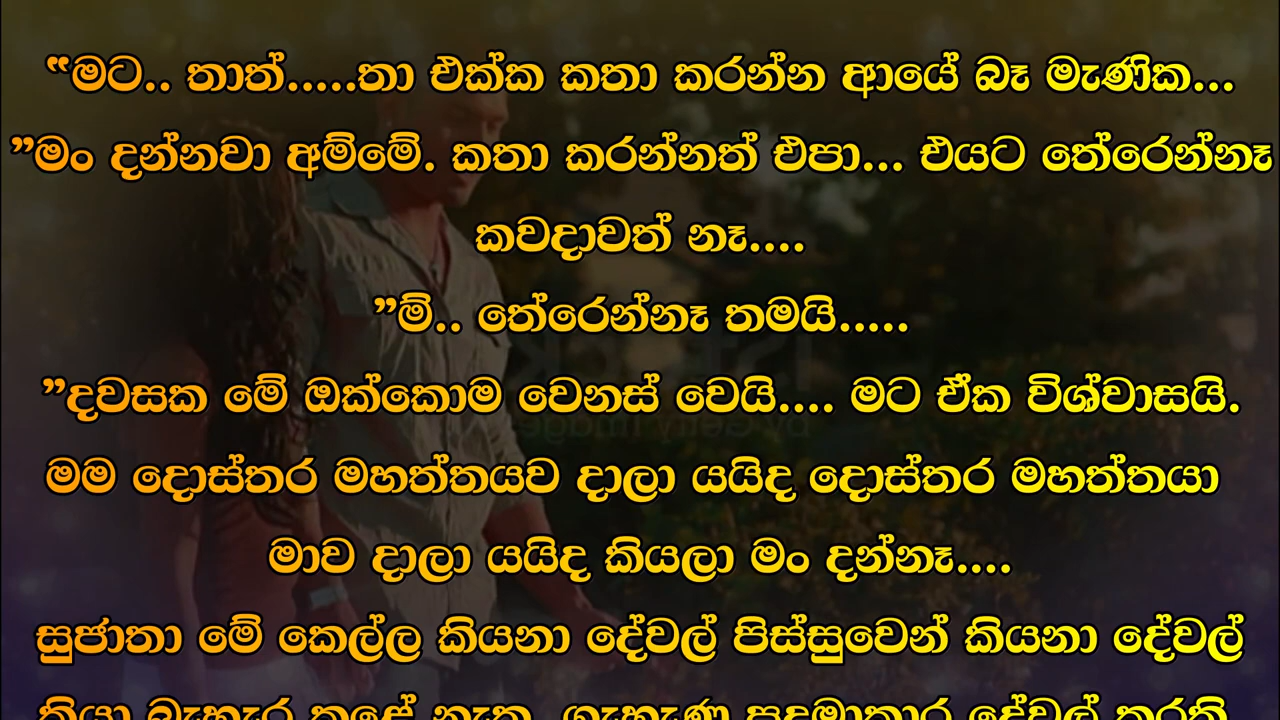 “මට.. තාත්.....තා එක්ක කතා කරන්න ආයේ බෑ මැණික...
”මං දන්නවා අම්මේ. කතා කරන්නත් එපා... එයට තේරෙන්නෑ
කවදාවත් නෑ....
”ම්.. තේරෙන්නෑ තමයි.....
”දවසක මේ ඔක්කොම වෙනස් වෙයි.... මට ඒක විශ්වාසයි.
මම දොස්තර මහත්තයව දාලා යයිද දොස්තර මහත්තයා
මාව දාලා යයිද කියලා මං දන්නෑ....
සුජාතා මේ කෙල්ල කියනා දේවල් පිස්සුවෙන් කියනා දේවල්